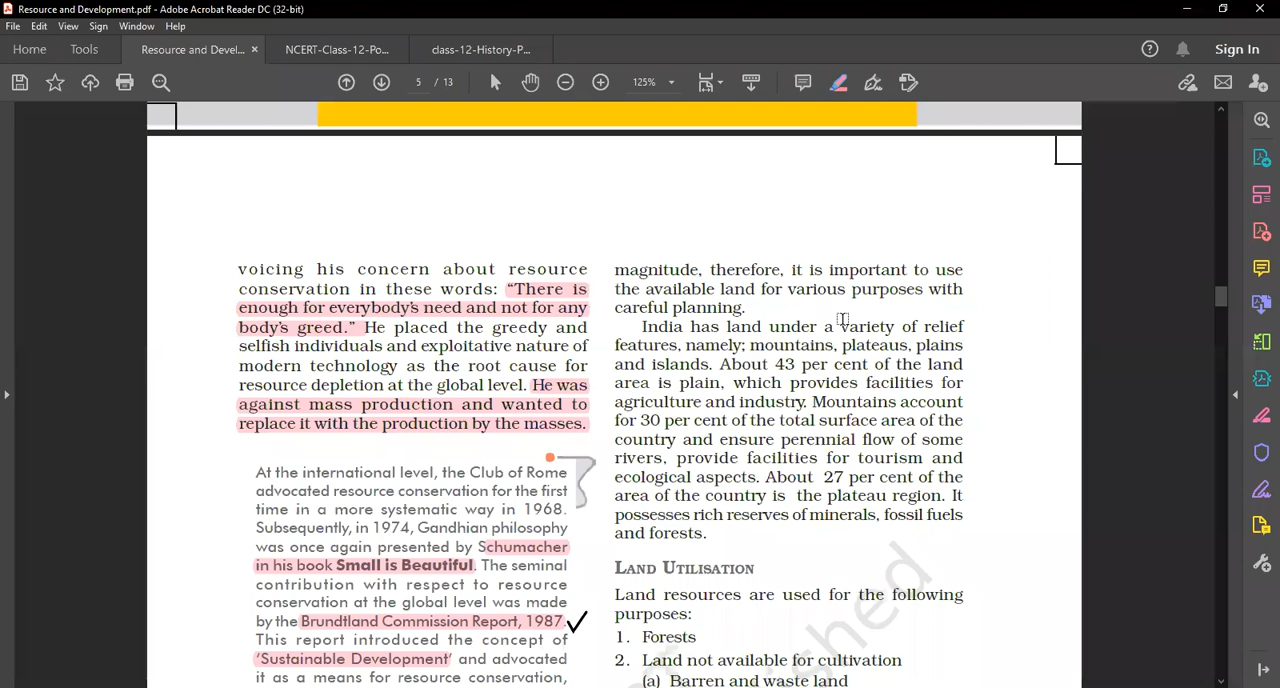 Resource and Development.pdf - Adobe Acrobat Reader DC (32-bit)
File Edit View Sign Window Help
Home Tools Resource and Devel... × NCERT-Class-12-Po... class-12-History-P... Sign In
5 / 13 125%
voicing his concern about resource
conservation in these words: “There is
enough for everybody’s need and not for any
body’s greed.” He placed the greedy and
selfish individuals and exploitative nature of
modern technology as the root cause for
resource depletion at the global level. He was
against mass production and wanted to
replace it with the production by the masses.
At the international level, the Club of Rome
advocated resource conservation for the first
time in a more systematic way in 1968.
Subsequently, in 1974, Gandhian philosophy
was once again presented by Schumacher
in his book Small is Beautiful. The seminal
contribution with respect to resource
conservation at the global level was made
by the Brundtland Commission Report, 1987.
This report introduced the concept of
‘Sustainable Development’ and advocated
it as a means for resource conservation,
magnitude, therefore, it is important to use
the available land for various purposes with
careful planning.
India has land under a variety of relief
features, namely; mountains, plateaus, plains
and islands. About 43 per cent of the land
area is plain, which provides facilities for
agriculture and industry. Mountains account
for 30 per cent of the total surface area of the
country and ensure perennial flow of some
rivers, provide facilities for tourism and
ecological aspects. About 27 per cent of the
area of the country is the plateau region. It
possesses rich reserves of minerals, fossil fuels
and forests.
LAND UTILISATION
Land resources are used for the following
purposes:
1. Forests
2. Land not available for cultivation
(a) Barren and waste land